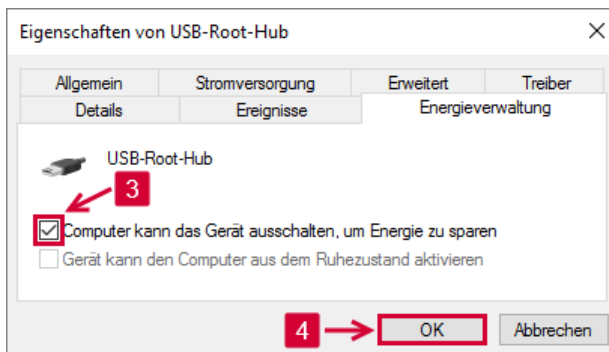 Eigenschaften von USB-Root-Hub
Allgemein Stromversorgung Erweitert Treiber
Details Ereignisse Energieverwaltung
USB-Root-Hub
3
Computer kann das Gerät ausschalten, um Energie zu sparen
Gerät kann den Computer aus dem Ruhezustand aktivieren
4 OK Abbrechen